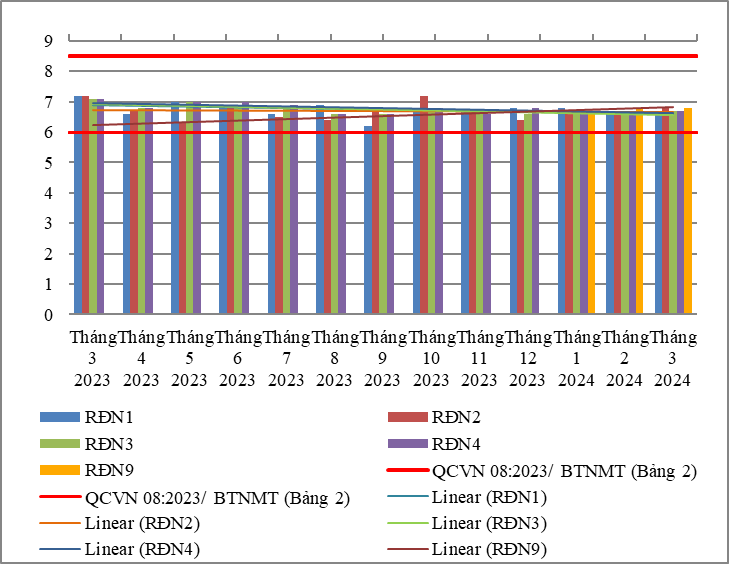 9
8
7
6
5
4
3
2
1
0
Tháng Tháng Tháng Tháng Tháng Tháng Tháng Tháng Tháng Tháng Tháng Tháng Tháng
3 4 5 6 7 8 9 10 11 12 1 2 3
2023 2023 2023 2023 2023 2023 2023 2023 2023 2023 2024 2024 2024
RĐN1 RĐN2
RĐN3 RĐN4
RĐN9 QCVN 08:2023/ BTNMT (Bảng 2)
QCVN 08:2023/ BTNMT (Bảng 2) Linear (RĐN1)
Linear (RĐN2) Linear (RĐN3)
Linear (RĐN4) Linear (RĐN9)